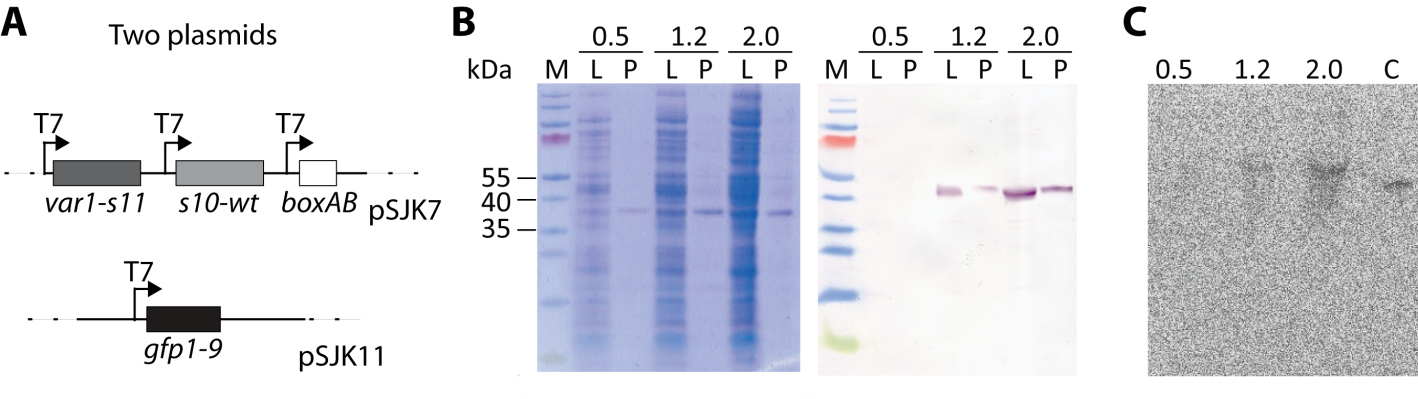 A
Two plasmids
T7 T7 T7
var1-s11 s10-wt boxAB pSJK7
T7
gfp1-9 pSJK11
B
0.5 1.2 2.0
kDa M L P L P L P
55
40
35
0.5 1.2 2.0
M L P L P L P
C
0.5 1.2 2.0 C